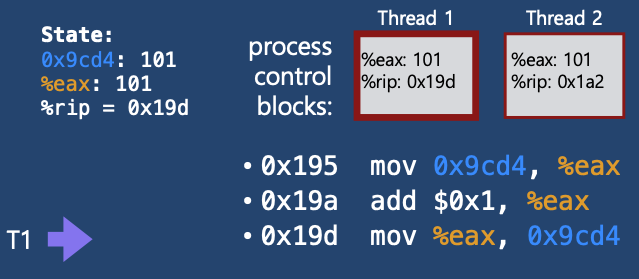 State:
0x9cd4: 101
%eax: 101
%rip = 0x19d
process
control
blocks:
Thread 1
%eax: 101
%rip: 0x19d
Thread 2
%eax: 101
%rip: 0x1a2
• 0x195 mov 0x9cd4, %eax
• 0x19a add $0x1, %eax
• 0x19d mov %eax, 0x9cd4
T1